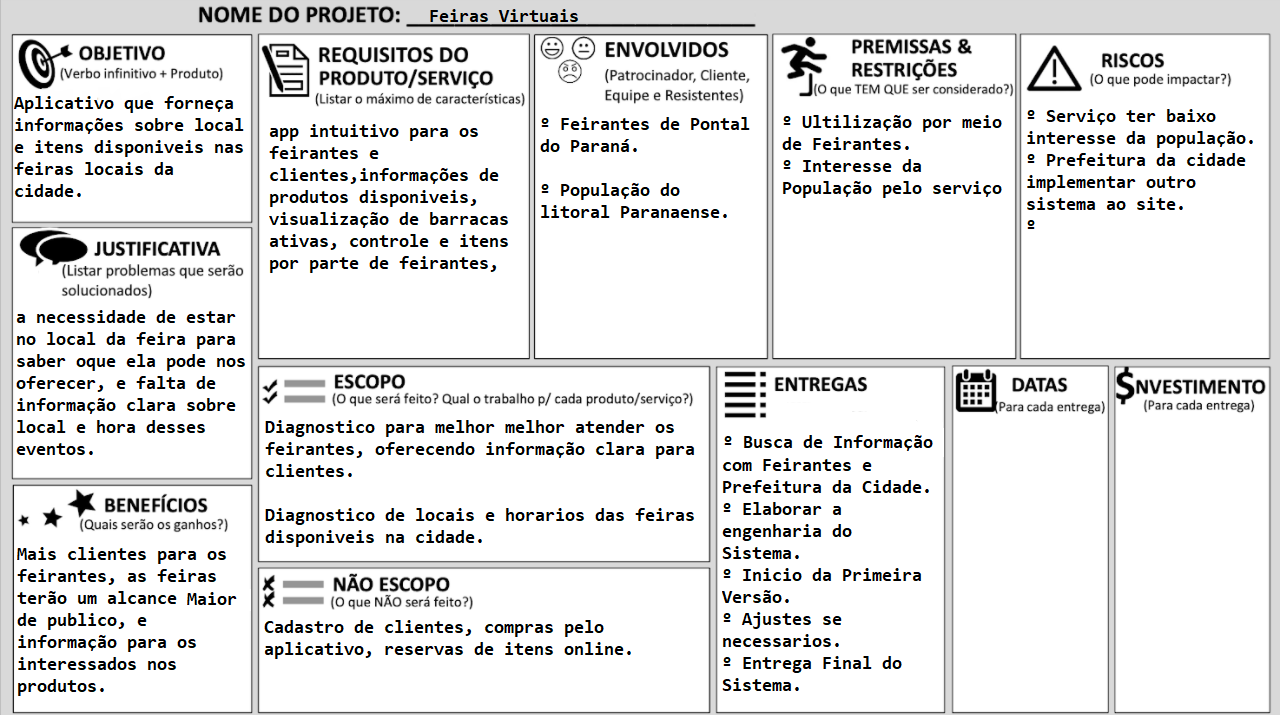 NOME DO PROJETO: Feiras Virtuais
OBJETIVO
(Verbo infinitivo + Produto)
Aplicativo que forneça
informações sobre local
e itens disponiveis nas
feiras locais da
cidade.
JUSTIFICATIVA
(Listar problemas que serão
solucionados)
a necessidade de estar
no local da feira para
saber oque ela pode nos
oferecer, e falta de
informação clara sobre
local e hora desses
eventos.
BENEFÍCIOS
(Quais serão os ganhos?)
Mais clientes para os
feirantes, as feiras
terão um alcance Maior
de publico, e
informação para os
interessados nos
produtos.
REQUISITOS DO
PRODUTO/SERVIÇO
(Listar o máximo de características)
app intuitivo para os
feirantes e
clientes,informações de
produtos disponiveis,
visualização de barracas
ativas, controle e itens
por parte de feirantes,
ENVOLVIDOS
(Patrocinador, Cliente,
Equipe e Resistentes)
º Feirantes de Pontal
do Paraná.
º População do
litoral Paranaense.
PREMISSAS &
RESTRIÇÕES
(O que TEM QUE ser considerado?)
º Ultilização por meio
de Feirantes.
º Interesse da
População pelo serviço
RISCOS
(O que pode impactar?)
º Serviço ter baixo
interesse da população.
º Prefeitura da cidade
implementar outro
sistema ao site.
º
ESCOPO
(O que será feito? Qual o trabalho p/ cada produto/serviço?)
Diagnostico para melhor melhor atender os
feirantes, oferecendo informação clara para
clientes.
Diagnostico de locais e horarios das feiras
disponiveis na cidade.
NÃO ESCOPO
(O que NÃO será feito?)
Cadastro de clientes, compras pelo
aplicativo, reservas de itens online.
ENTREGAS
º Busca de Informação
com Feirantes e
Prefeitura da Cidade.
º Elaborar a
engenharia do
Sistema.
º Inicio da Primeira
Versão.
º Ajustes se
necessarios.
º Entrega Final do
Sistema.
DATAS
(Para cada entrega)
$NVESTIMENTO
(Para cada entrega)